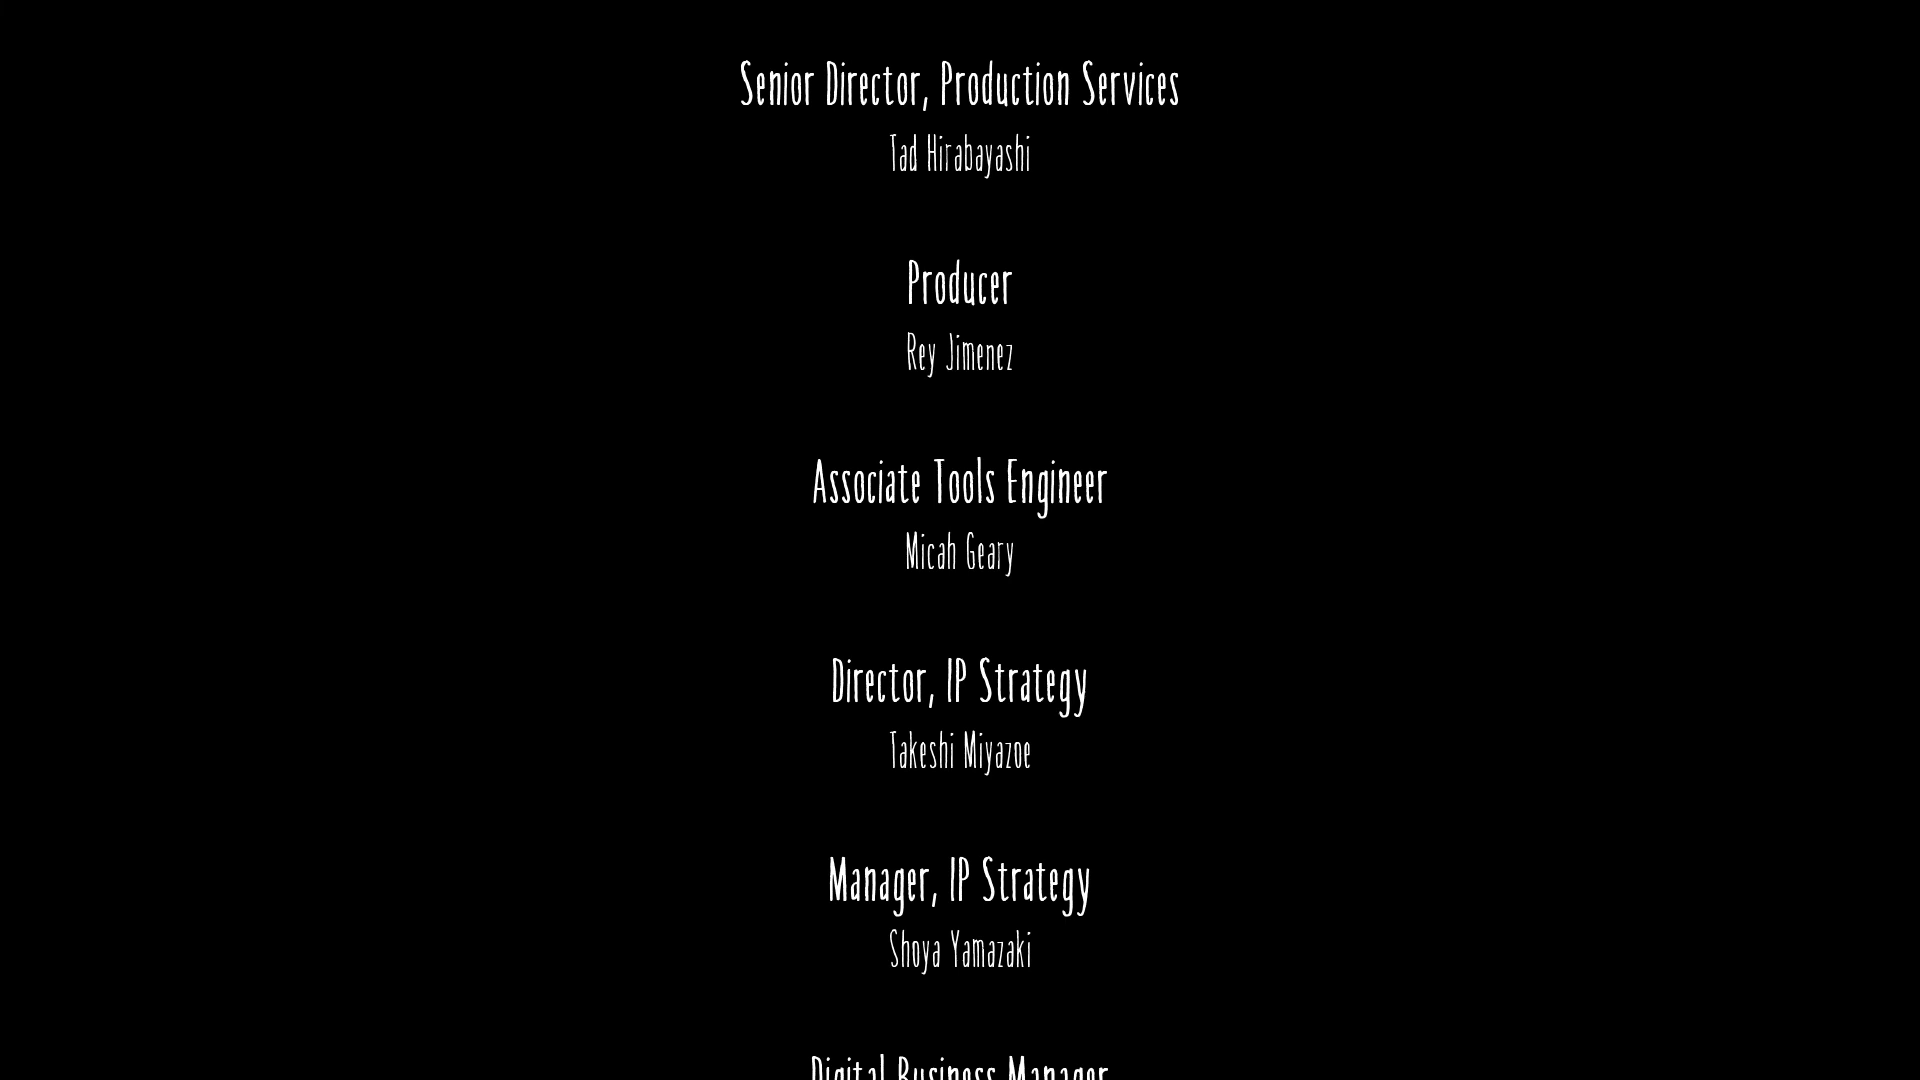 Senior Director, Production Services
Tad Hirabayashi
Producer
Rey Jimenez
Associate Tools Engineer
Micah Geary
Director, IP Strategy
Takeshi Miyazoe
Manager, IP Strategy
Shoya Yamazaki
Digital Business Manager